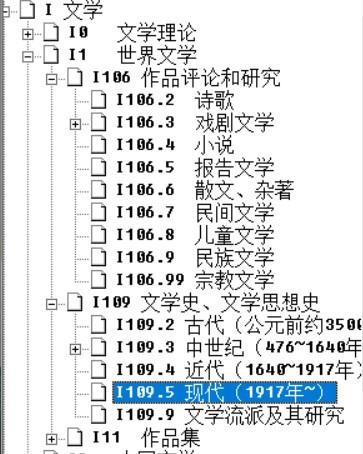 I 文学
I0 文学理论
I1 世界文学
I106 作品评论和研究
I106.2 诗歌
I106.3 戏剧文学
I106.4 小说
I106.5 报告文学
I106.6 散文、杂著
I106.7 民间文学
I106.8 儿童文学
I106.9 民族文学
I106.99 宗教文学
I109 文学史、文学思想史
I109.2 古代（公元前约350
I109.3 中世纪（476~1640年
I109.4 近代（1640~1917年）
I109.5 现代（1917年~）
I109.9 文学流派及其研究
I11 作品集